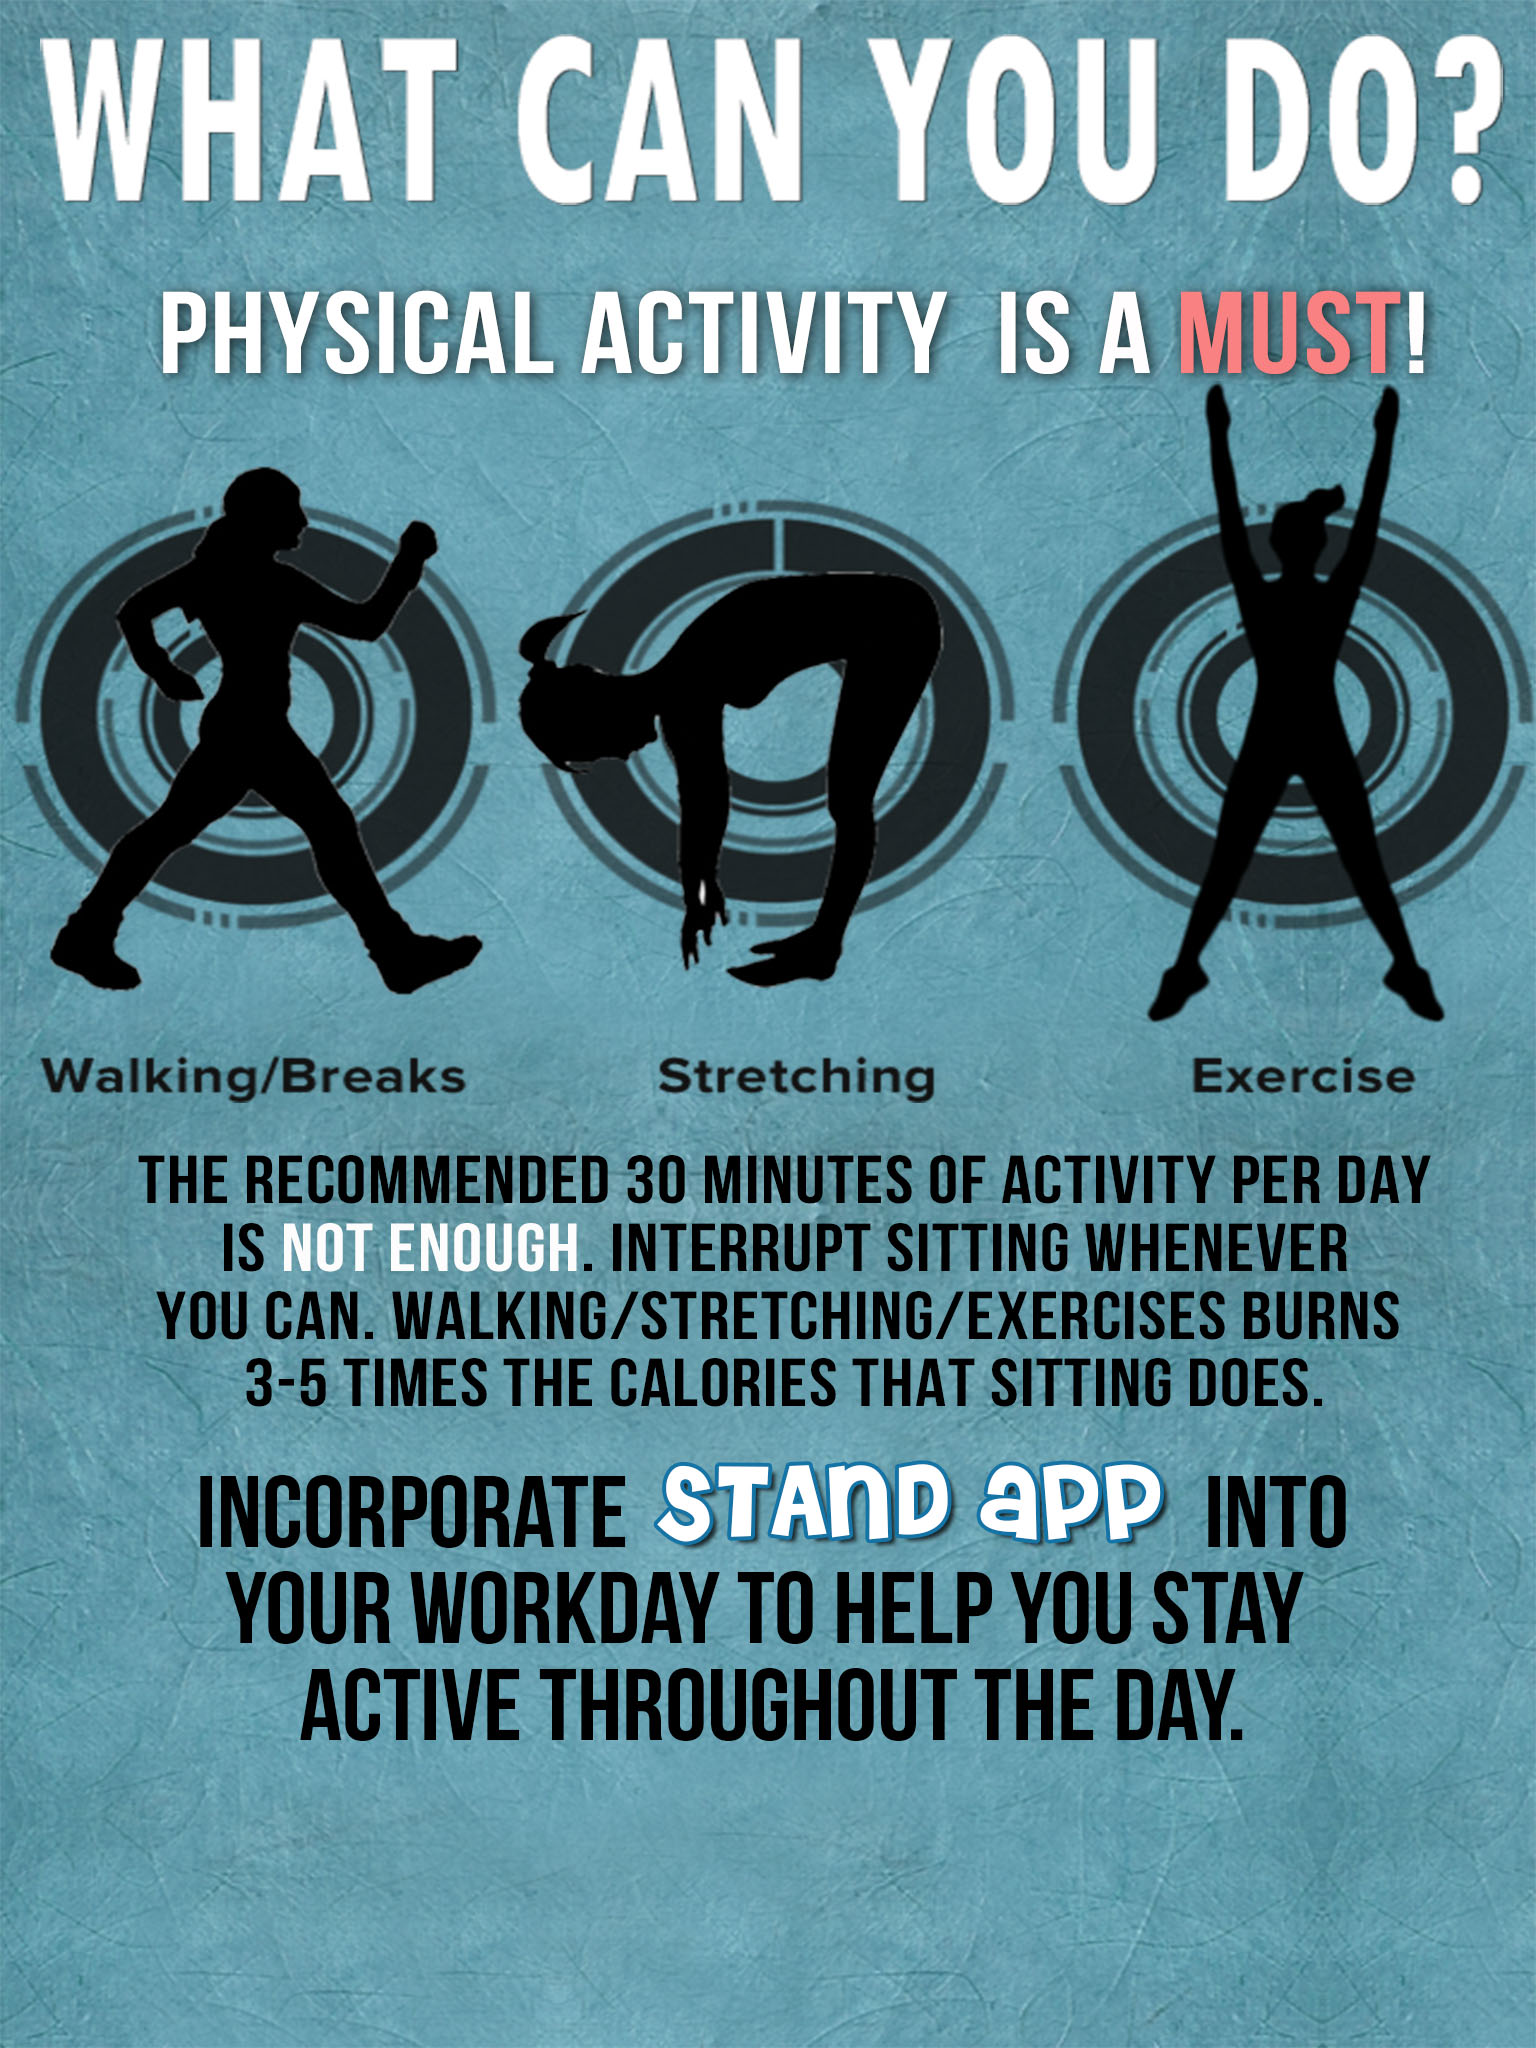 WHAT CAN YOU DO?
PHYSICAL ACTIVITY IS A MUST!
Walking/Breaks
Stretching
Exercise
THE RECOMMENDED 30 MINUTES OF ACTIVITY PER DAY
IS NOT ENOUGH. INTERRUPT SITTING WHENEVER
YOU CAN. WALKING/STRETCHING/EXERCISES BURNS
3-5 TIMES THE CALORIES THAT SITTING DOES.
INCORPORATE STAND APP INTO
YOUR WORKDAY TO HELP YOU STAY
ACTIVE THROUGHOUT THE DAY.